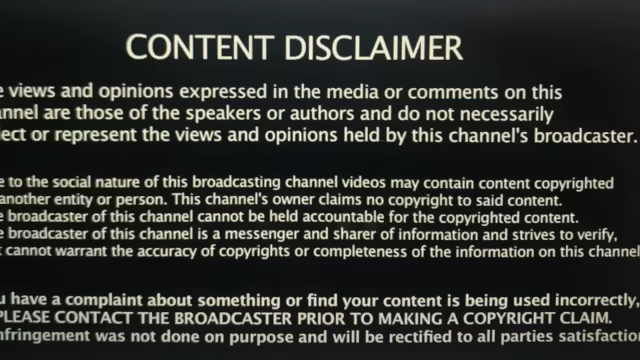 CONTENT DISCLAIMER
e views and opinions expressed in the media or comments on this
nnel are those of the speakers or authors and do not necessarily
ect or represent the views and opinions held by this channel's broadcaster.
e to the social nature of this broadcasting channel videos may contain content copyrighted
another entity or person. This channel's owner claims no copyright to said content.
e broadcaster of this channel cannot be held accountable for the copyrighted content.
e broadcaster of this channel is a messenger and sharer of information and strives to verify,
t cannot warrant the accuracy of copyrights or completeness of the information on this channel
u have a complaint about something or find your content is being used incorrectly,
PLEASE CONTACT THE BROADCASTER PRIOR TO MAKING A COPYRIGHT CLAIM.
nfringement was not done on purpose and will be rectified to all parties satisfactio